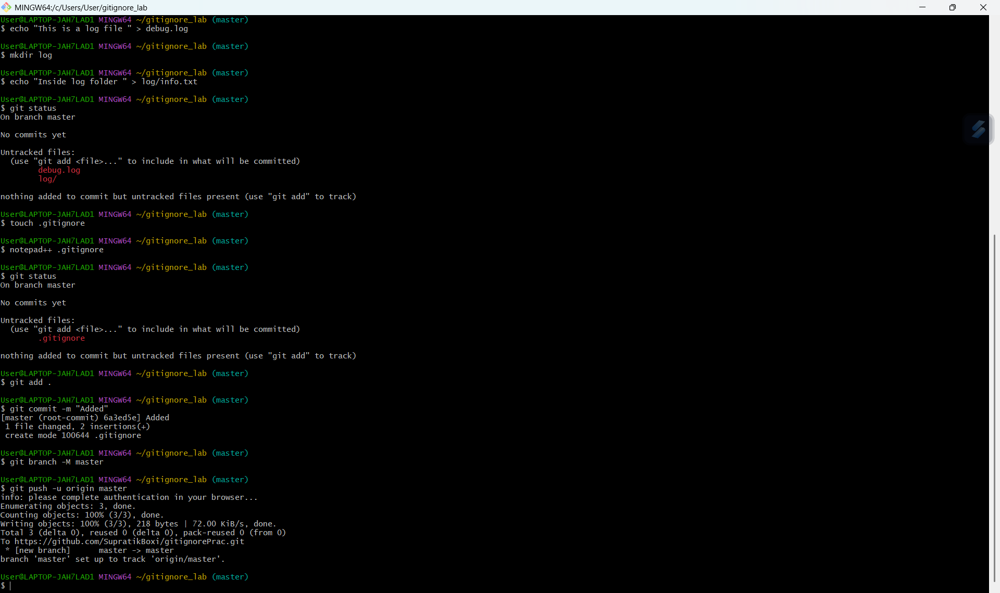 MINGW64:/c/Users/User/gitignore_lab
User@LAPTOP-JAH7LAD1 MINGW64 ~/gitignore_lab (master)
$ echo "This is a log file " > debug.log
User@LAPTOP-JAH7LAD1 MINGW64 ~/gitignore_lab (master)
$ mkdir log
User@LAPTOP-JAH7LAD1 MINGW64 ~/gitignore_lab (master)
$ echo "Inside log folder " > log/info.txt
User@LAPTOP-JAH7LAD1 MINGW64 ~/gitignore_lab (master)
$ git status
On branch master
No commits yet
Untracked files:
  (use "git add <file>..." to include in what will be committed)
        debug.log
        log/
nothing added to commit but untracked files present (use "git add" to track)
User@LAPTOP-JAH7LAD1 MINGW64 ~/gitignore_lab (master)
$ touch .gitignore
User@LAPTOP-JAH7LAD1 MINGW64 ~/gitignore_lab (master)
$ notepad++ .gitignore
User@LAPTOP-JAH7LAD1 MINGW64 ~/gitignore_lab (master)
$ git status
On branch master
No commits yet
Untracked files:
  (use "git add <file>..." to include in what will be committed)
        .gitignore
nothing added to commit but untracked files present (use "git add" to track)
User@LAPTOP-JAH7LAD1 MINGW64 ~/gitignore_lab (master)
$ git add .
User@LAPTOP-JAH7LAD1 MINGW64 ~/gitignore_lab (master)
$ git commit -m "Added"
[master (root-commit) 6a3ed5e] Added
 1 file changed, 2 insertions(+)
 create mode 100644 .gitignore
User@LAPTOP-JAH7LAD1 MINGW64 ~/gitignore_lab (master)
$ git branch -M master
User@LAPTOP-JAH7LAD1 MINGW64 ~/gitignore_lab (master)
$ git push -u origin master
info: please complete authentication in your browser...
Enumerating objects: 3, done.
Counting objects: 100% (3/3), done.
Writing objects: 100% (3/3), 218 bytes | 72.00 KiB/s, done.
Total 3 (delta 0), reused 0 (delta 0), pack-reused 0 (from 0)
To https://github.com/SupratikBoxi/gitignorePrac.git
 * [new branch]      master -> master
branch 'master' set up to track 'origin/master'.
User@LAPTOP-JAH7LAD1 MINGW64 ~/gitignore_lab (master)
$